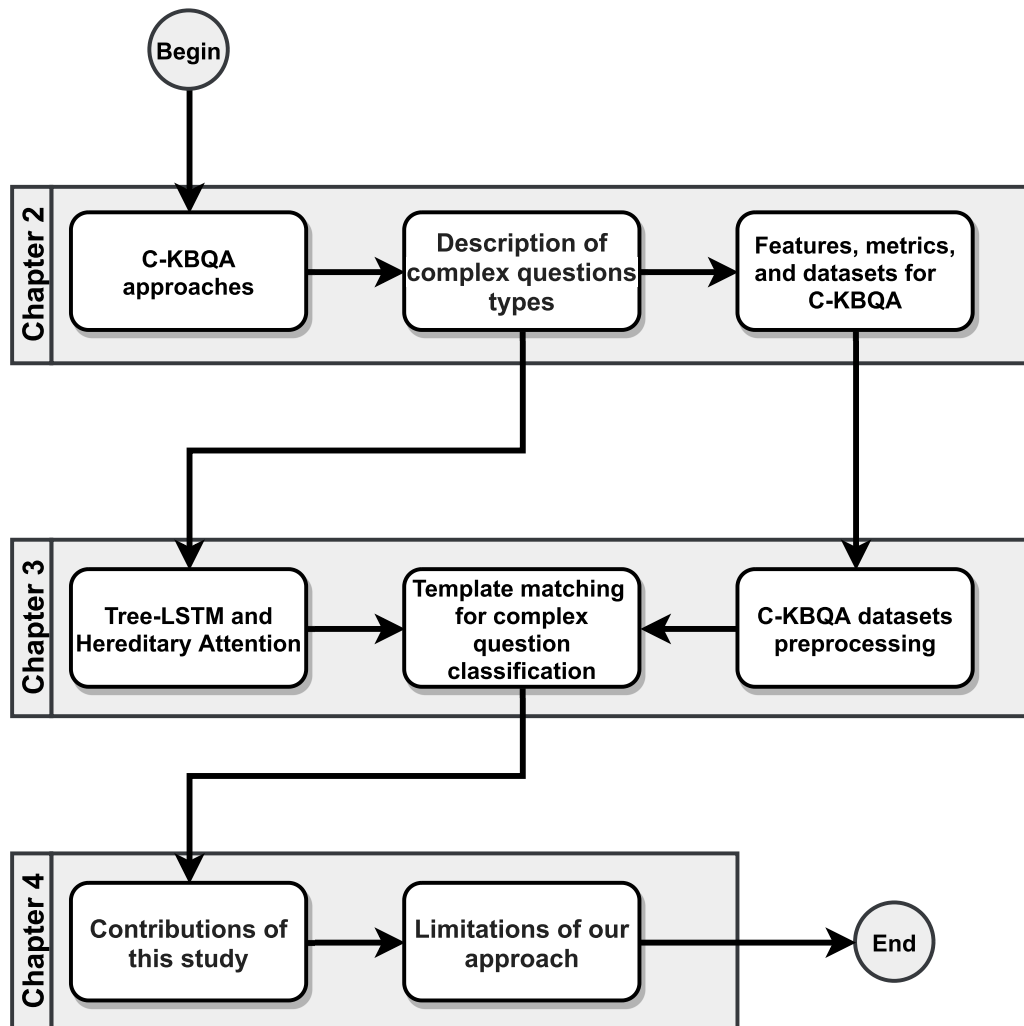 Begin
Chapter 2
C-KBQA
approaches
Description of
complex questions
types
Features, metrics,
and datasets for
C-KBQA
Chapter 3
Tree-LSTM and
Hereditary Attention
Template matching
for complex
question
classification
C-KBQA datasets
preprocessing
Chapter 4
Contributions of
this study
Limitations of our
approach
End